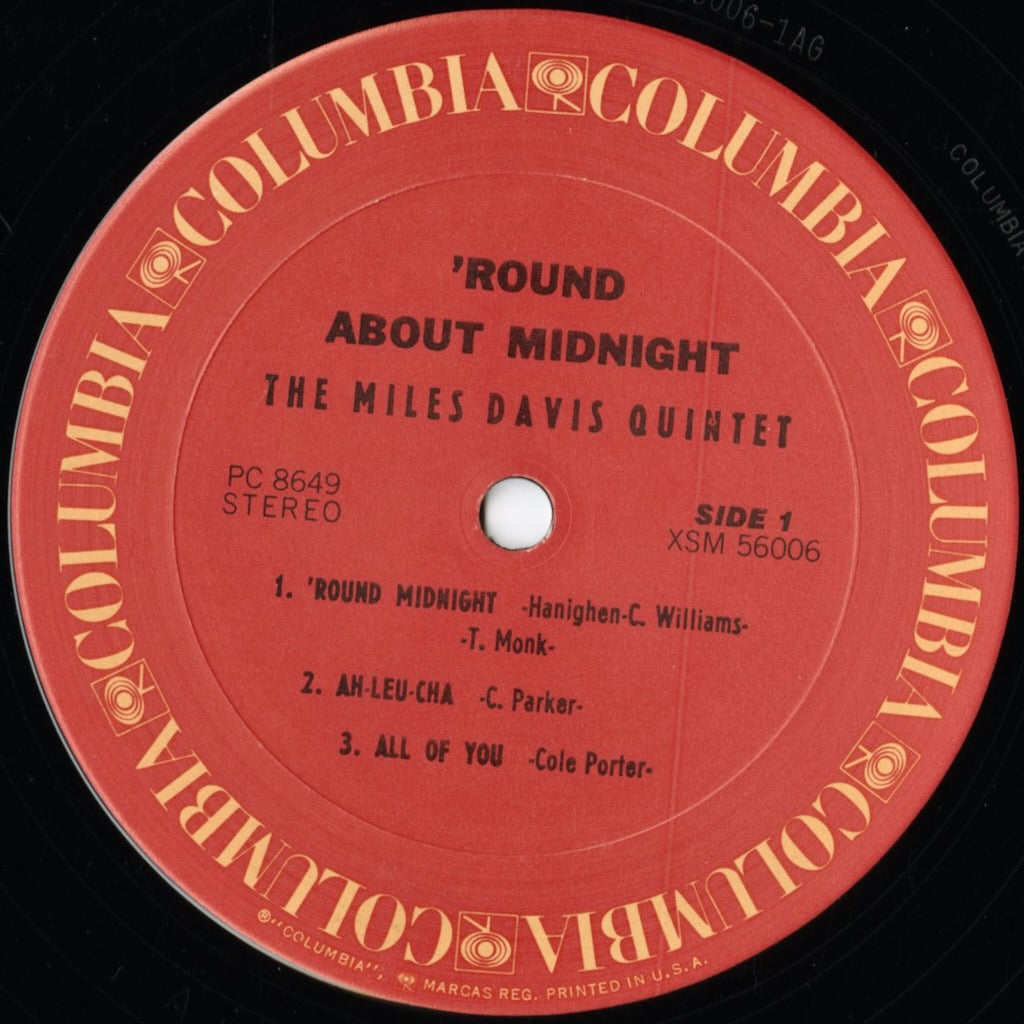 COLUMBIA COLUMBIA COLUMBIA COLUMBIA COLUMBIA COLUMBIA
'ROUND
ABOUT MIDNIGHT
THE MILES DAVIS QUINTET
PC 8649
STEREO
SIDE 1
XSM 56006
1. 'ROUND MIDNIGHT -Hanighen-C. Williams-
-T. Monk-
2. AH-LEU-CHA -C. Parker-
3. ALL OF YOU -Cole Porter-
® "COLUMBIA", MARCAS REG. PRINTED IN U.S.A.
006-1AG
COLUMBIA